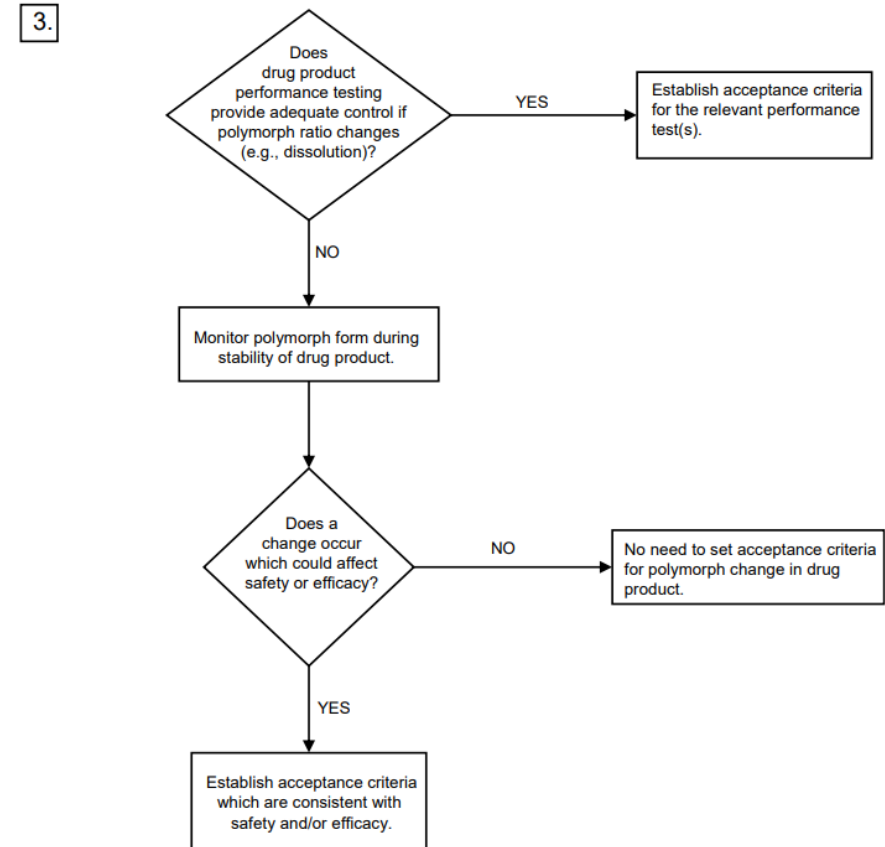 3.
Does
drug product
performance testing
provide adequate control if
polymorph ratio changes
(e.g., dissolution)?
YES
Establish acceptance criteria
for the relevant performance
test(s).
NO
Monitor polymorph form during
stability of drug product.
Does a
change occur
which could affect
safety or efficacy?
NO
No need to set acceptance criteria
for polymorph change in drug
product.
YES
Establish acceptance criteria
which are consistent with
safety and/or efficacy.